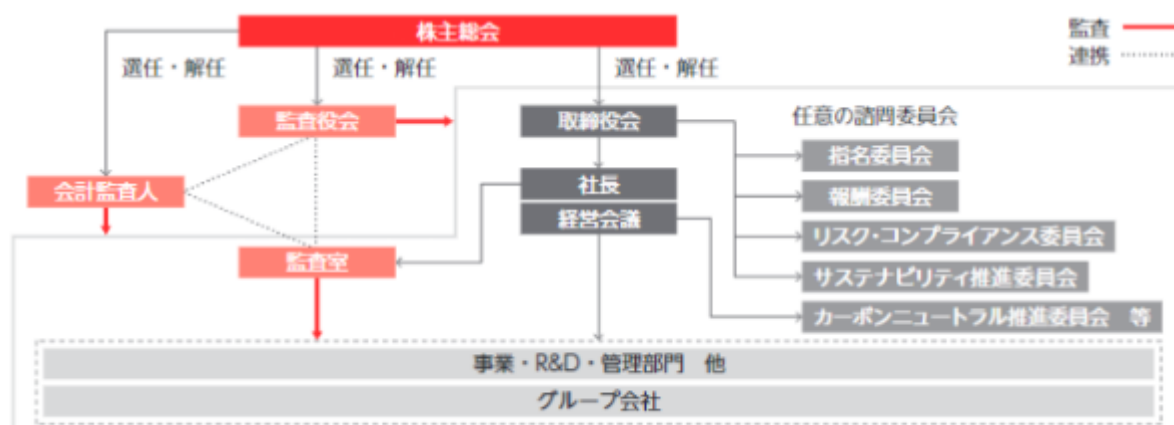 株主総会
監査
連携
選任・解任
選任・解任
選任・解任
監査役会
取締役会
任意の諮問委員会
指名委員会
会計監査人
社長
報酬委員会
経営会議
リスク・コンプライアンス委員会
監査室
サステナビリティ推進委員会
カーボンニュートラル推進委員会 等
事業・R&D・管理部門 他
グループ会社